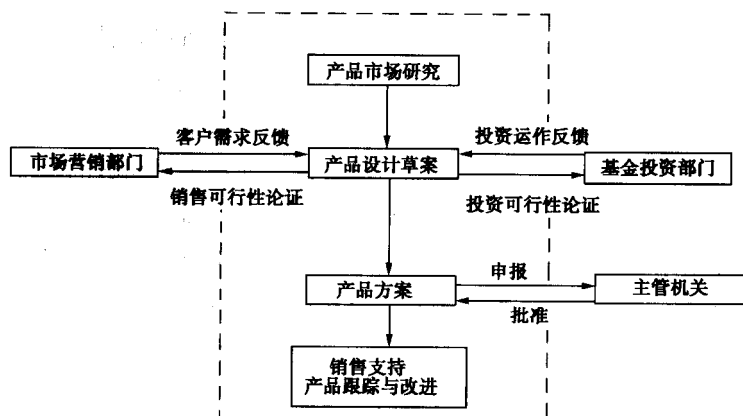 产品市场研究
客户需求反馈
投资运作反馈
市场营销部门
产品设计草案
基金投资部门
销售可行性论证
投资可行性论证
申报
产品方案
主管机关
批准
销售支持
产品跟踪与改进